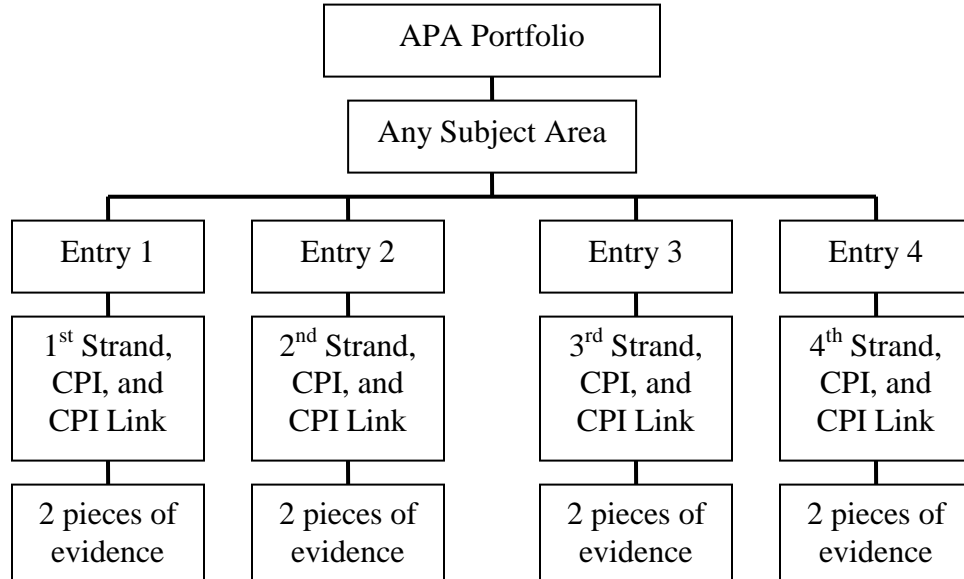 APA Portfolio
Any Subject Area
Entry 1
Entry 2
Entry 3
Entry 4
1st Strand,
CPI, and
CPI Link
2nd Strand,
CPI, and
CPI Link
3rd Strand,
CPI, and
CPI Link
4th Strand,
CPI, and
CPI Link
2 pieces of
evidence
2 pieces of
evidence
2 pieces of
evidence
2 pieces of
evidence